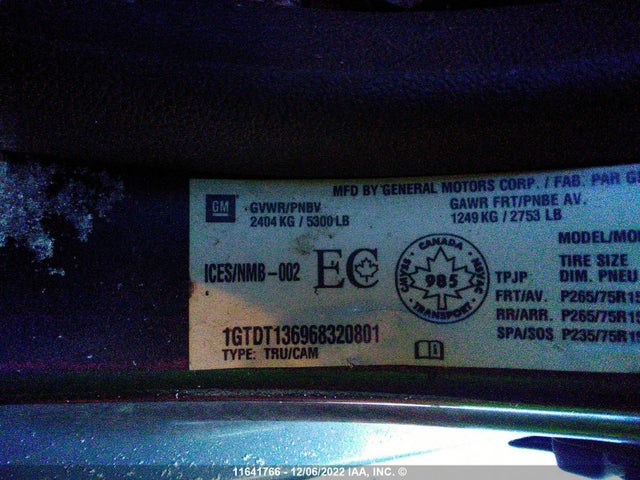 MFD BY GENERAL MOTORS CORP. / FAB. PAR
GM
GVWR/PNBV
2404 KG / 5300 LB
GAWR FRT/PNBE AV.
1249 KG / 2753 LB
ICES/NMB-002
EC
CANADA
TRANSPORT
985
TRANSPORT
MODEL/MO
TIRE SIZE
TPJP DIM. PNEU
FRT/AV. P265/75R15
RR/ARR. P265/75R15
SPA/SOS P235/75R15
1GTDT136968320801
TYPE: TRU/CAM
11641766 - 12/06/2022 IAA, INC. ©